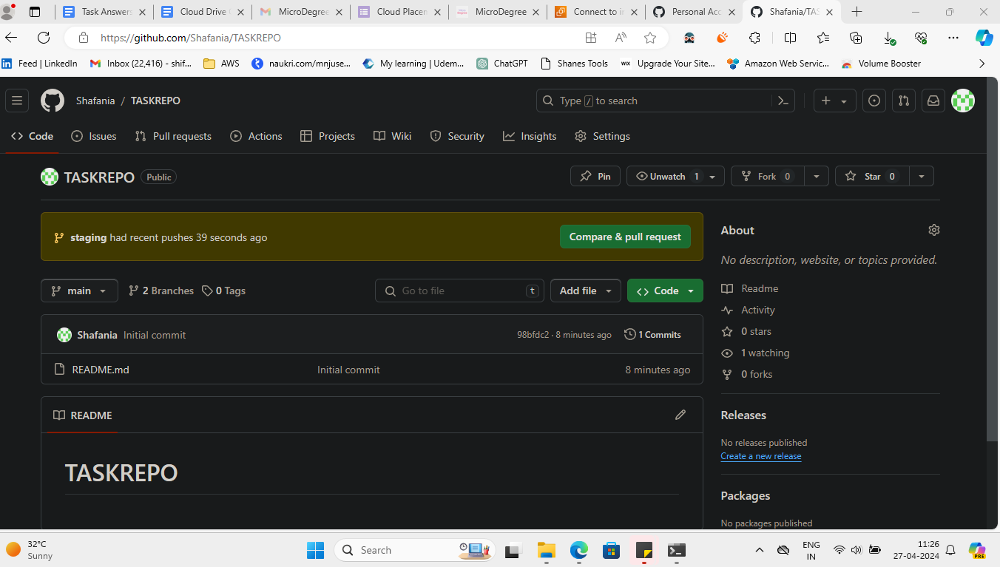 Task Answers
Cloud Drive
MicroDegree
Cloud Placem
MicroDegree
Connect to in
Personal Acc
Shafania/TAS
https://github.com/Shafania/TASKREPO
Feed | LinkedIn
Inbox (22,416) - shif...
AWS
naukri.com/mnjuse...
My learning | Udem...
ChatGPT
Shanes Tools
WIX
Upgrade Your Site...
Amazon Web Servic...
Volume Booster
Shafania / TASKREPO
Type / to search
Code
Issues
Pull requests
Actions
Projects
Wiki
Security
Insights
Settings
TASKREPO Public
Pin
Unwatch 1
Fork 0
Star 0
staging had recent pushes 39 seconds ago
Compare & pull request
main
2 Branches
0 Tags
Go to file t
Add file
Code
Shafania Initial commit
98bfdc2 · 8 minutes ago
1 Commits
README.md
Initial commit
8 minutes ago
README
TASKREPO
About
No description, website, or topics provided.
Readme
Activity
0 stars
1 watching
0 forks
Releases
No releases published
Create a new release
Packages
No packages published
32°C
Sunny
Search
ENG
IN
11:26
27-04-2024
PRE